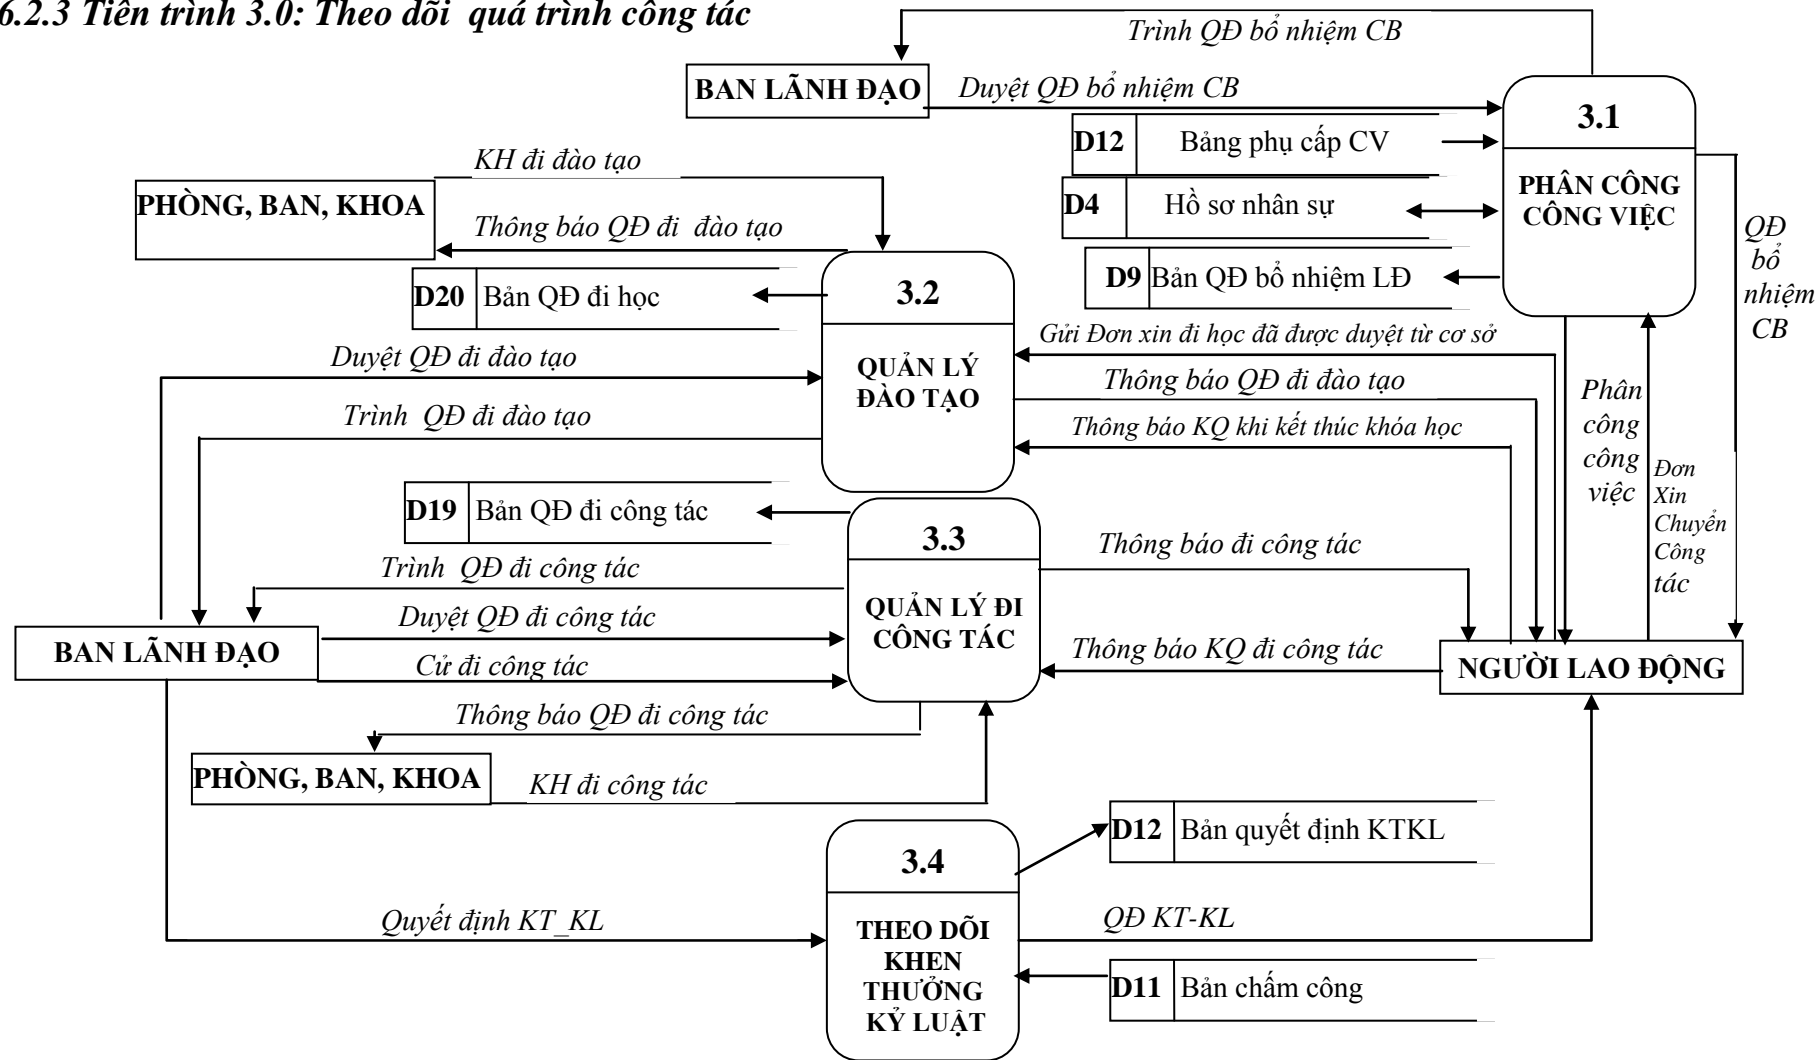 6.2.3 Tiến trình 3.0: Theo dõi quá trình công tác
Trình QĐ bổ nhiệm CB
BAN LÃNH ĐẠO
Duyệt QĐ bổ nhiệm CB
3.1
PHÂN CÔNG
CÔNG VIỆC
D12 Bảng phụ cấp CV
D4 Hồ sơ nhân sự
D9 Bản QĐ bổ nhiệm LĐ
QĐ
bổ
nhiệm
CB
KH đi đào tạo
PHÒNG, BAN, KHOA
Thông báo QĐ đi đào tạo
D20 Bản QĐ đi học
3.2
QUẢN LÝ
ĐÀO TẠO
Gửi Đơn xin đi học đã được duyệt từ cơ sở
Duyệt QĐ đi đào tạo
Thông báo QĐ đi đào tạo
Trình QĐ đi đào tạo
Thông báo KQ khi kết thúc khóa học
Phân
công
công
việc
Đơn
Xin
Chuyển
Công
tác
D19 Bản QĐ đi công tác
3.3
QUẢN LÝ ĐI
CÔNG TÁC
Thông báo đi công tác
Trình QĐ đi công tác
Duyệt QĐ đi công tác
BAN LÃNH ĐẠO
Cử đi công tác
Thông báo KQ đi công tác
NGƯỜI LAO ĐỘNG
Thông báo QĐ đi công tác
PHÒNG, BAN, KHOA
KH đi công tác
3.4
THEO DÕI
KHEN
THƯỞNG
KỶ LUẬT
D12 Bản quyết định KTKL
Quyết định KT_KL
QĐ KT-KL
D11 Bản chấm công